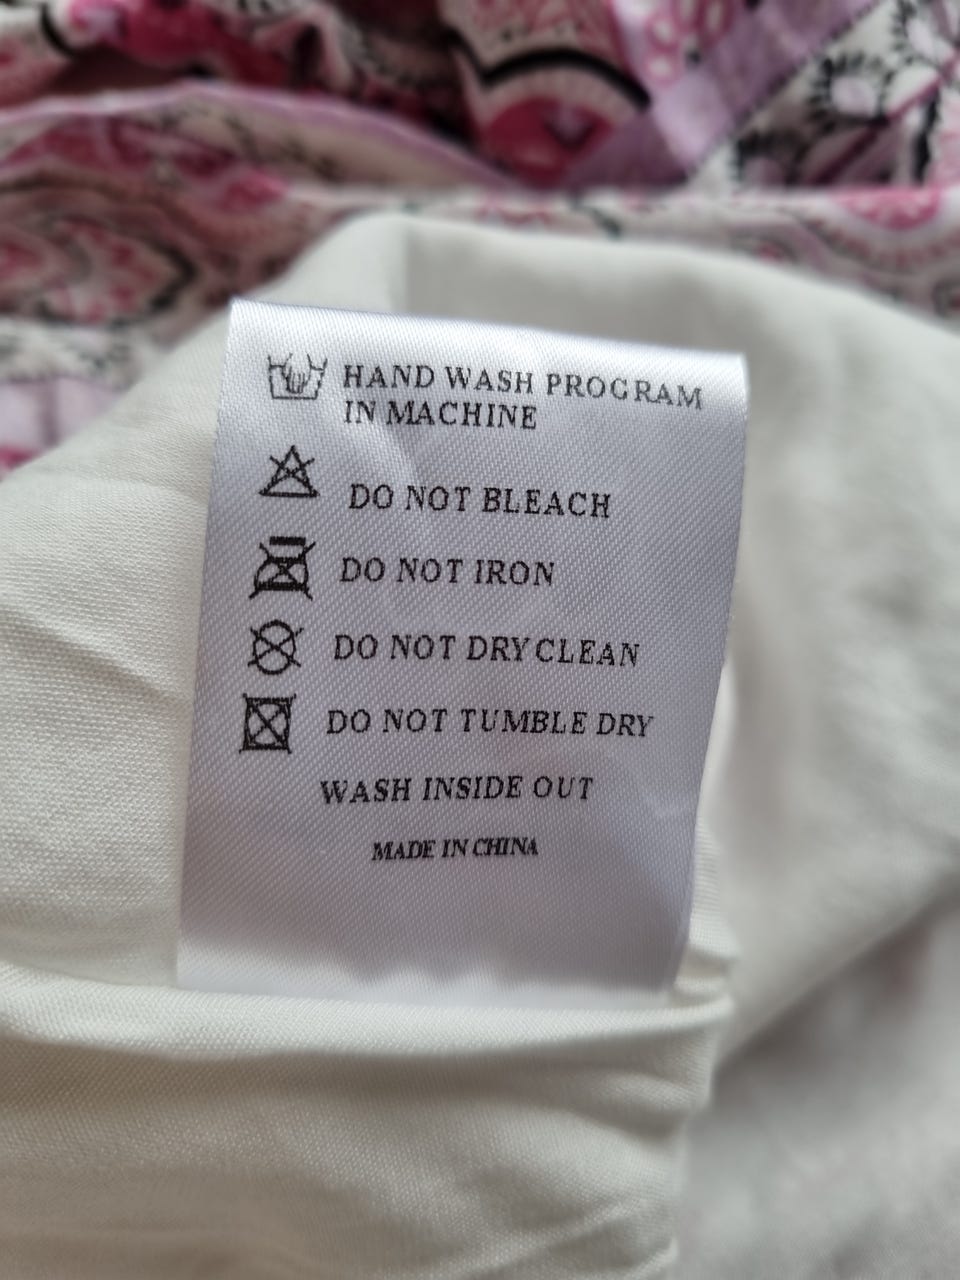 HAND WASH PROGRAM
IN MACHINE
DO NOT BLEACH
DO NOT IRON
DO NOT DRY CLEAN
DO NOT TUMBLE DRY
WASH INSIDE OUT
MADE IN CHINA